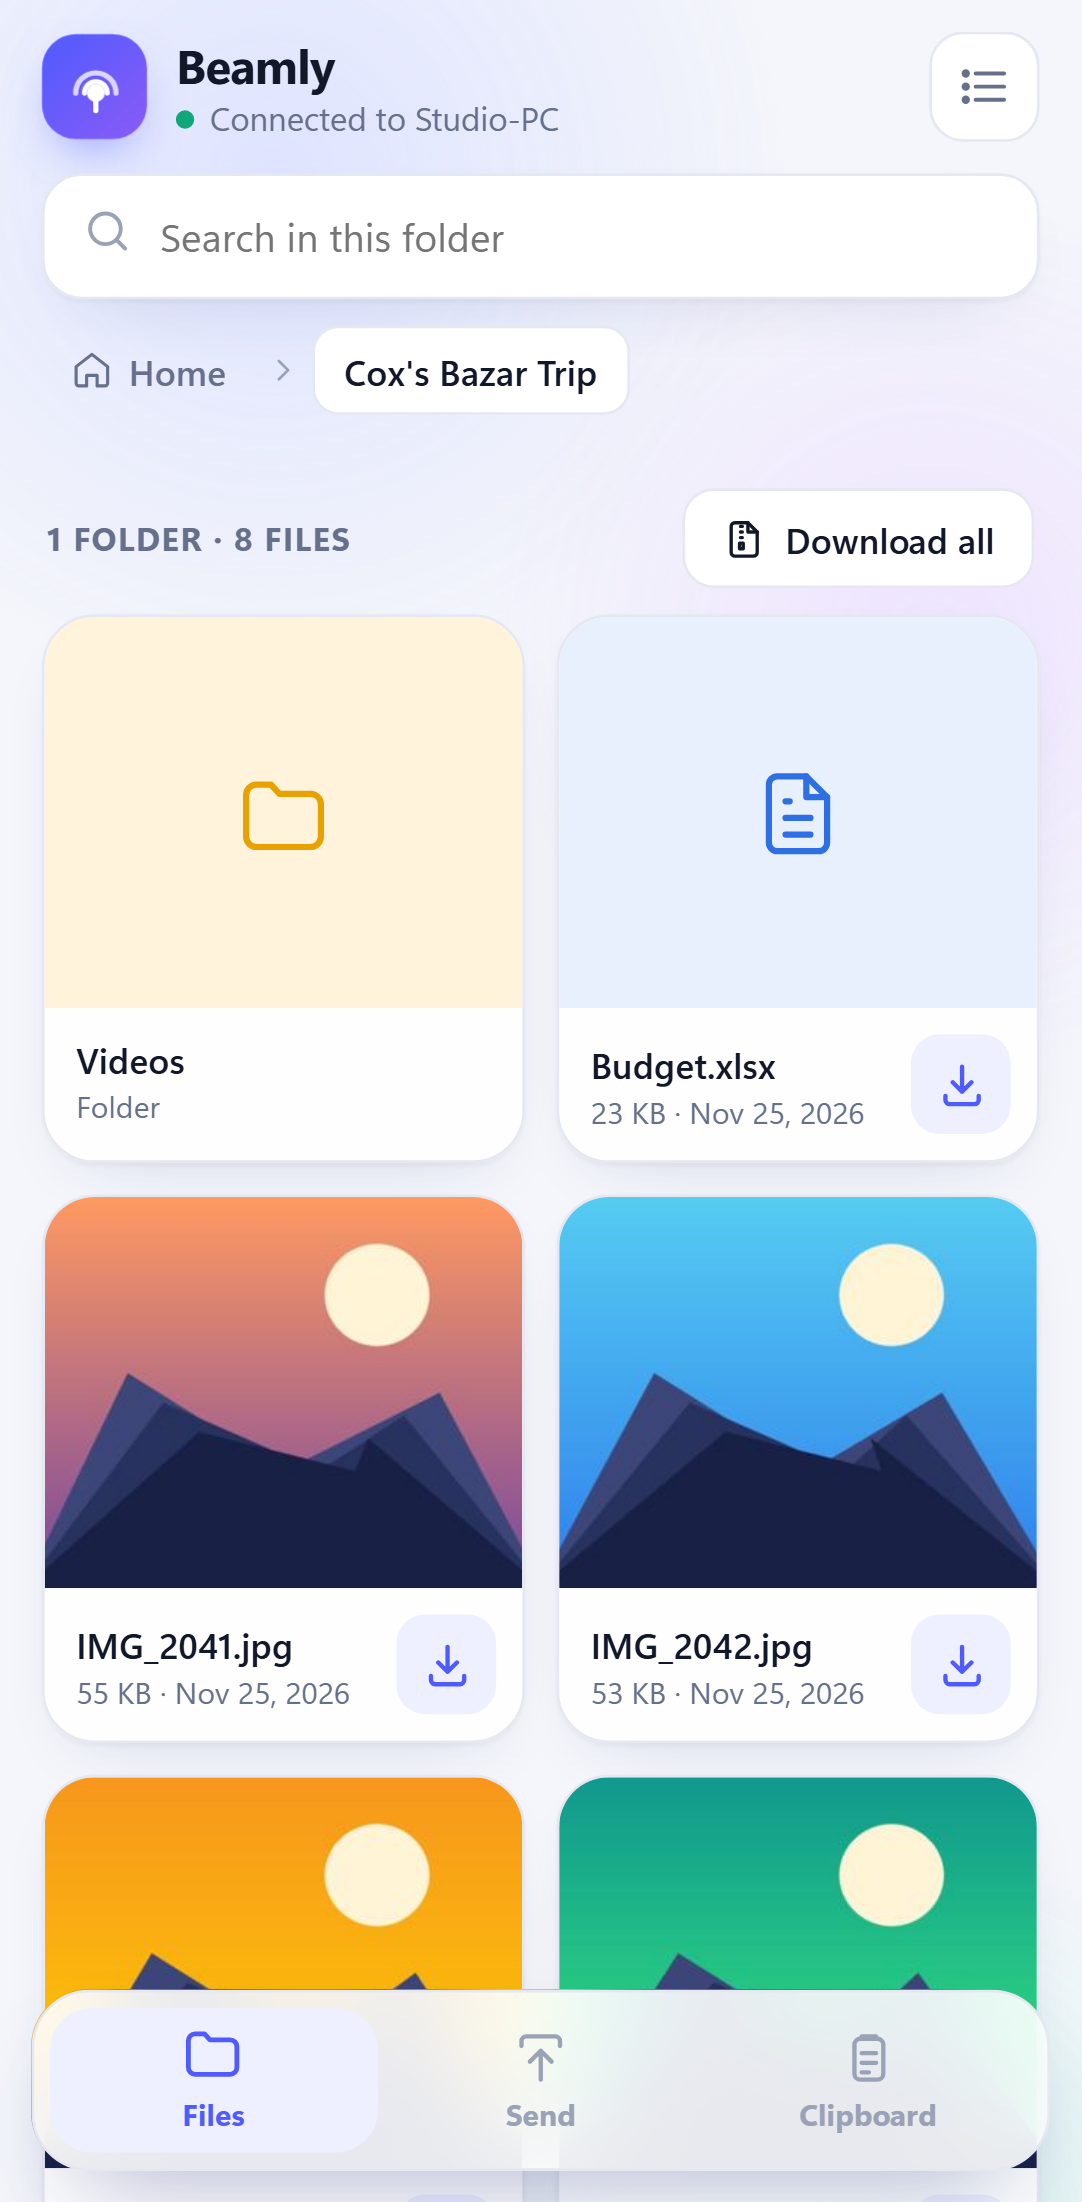 Beamly
Connected to Studio-PC
Search in this folder
Home
Cox's Bazar Trip
1 FOLDER · 8 FILES
Download all
Videos
Folder
Budget.xlsx
23 KB · Nov 25, 2026
IMG_2041.jpg
55 KB · Nov 25, 2026
IMG_2042.jpg
53 KB · Nov 25, 2026
Files
Send
Clipboard